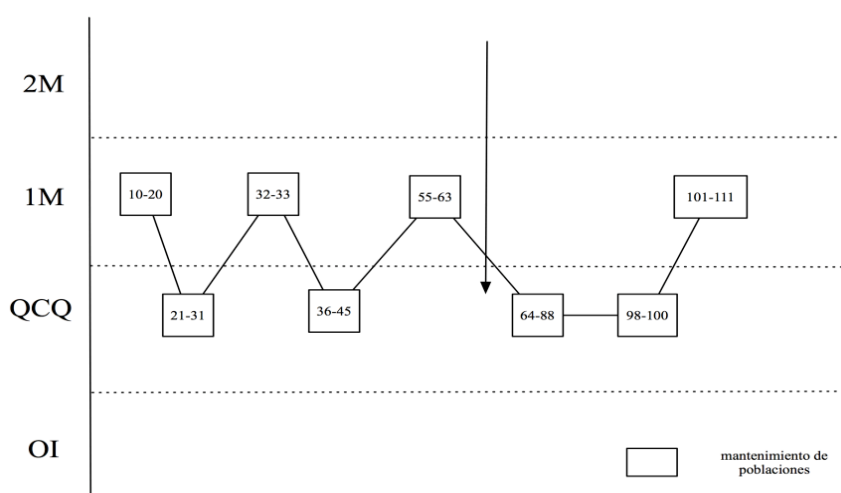 2M
1M
10-20
32-33
55-63
101-111
QCQ
21-31
36-45
64-88
98-100
OI
mantenimiento de
poblaciones